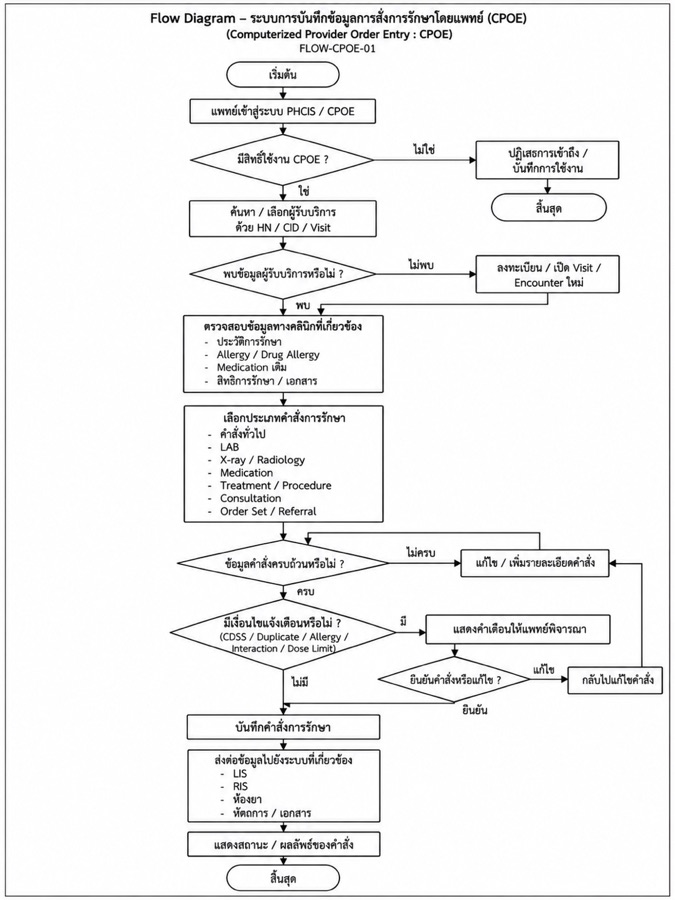 Flow Diagram – ระบบการบันทึกข้อมูลการสั่งการรักษาโดยแพทย์ (CPOE)
(Computerized Provider Order Entry : CPOE)
FLOW-CPOE-01
เริ่มต้น
แพทย์เข้าสู่ระบบ PHCIS / CPOE
มีสิทธิ์ใช้งาน CPOE ?
ไม่ใช่
ปฏิเสธการเข้าถึง /
บันทึกการใช้งาน
สิ้นสุด
ใช่
ค้นหา / เลือกผู้รับบริการ
ด้วย HN / CID / Visit
พบข้อมูลผู้รับบริการหรือไม่ ?
ไม่พบ
ลงทะเบียน / เปิด Visit /
Encounter ใหม่
พบ
ตรวจสอบข้อมูลทางคลินิกที่เกี่ยวข้อง
- ประวัติการรักษา
- Allergy / Drug Allergy
- Medication เดิม
- สิทธิการรักษา / เอกสาร
เลือกประเภทคำสั่งการรักษา
- คำสั่งทั่วไป
- LAB
- X-ray / Radiology
- Medication
- Treatment / Procedure
- Consultation
- Order Set / Referral
ข้อมูลคำสั่งครบถ้วนหรือไม่ ?
ไม่ครบ
แก้ไข / เพิ่มรายละเอียดคำสั่ง
ครบ
มีเงื่อนไขแจ้งเตือนหรือไม่ ?
(CDSS / Duplicate / Allergy /
Interaction / Dose Limit)
มี
แสดงคำเตือนให้แพทย์พิจารณา
ยืนยันคำสั่งหรือแก้ไข ?
แก้ไข
กลับไปแก้ไขคำสั่ง
ไม่มี
ยืนยัน
บันทึกคำสั่งการรักษา
ส่งต่อข้อมูลไปยังระบบที่เกี่ยวข้อง
- LIS
- RIS
- ห้องยา
- หัตถการ / เอกสาร
แสดงสถานะ / ผลลัพธ์ของคำสั่ง
สิ้นสุด